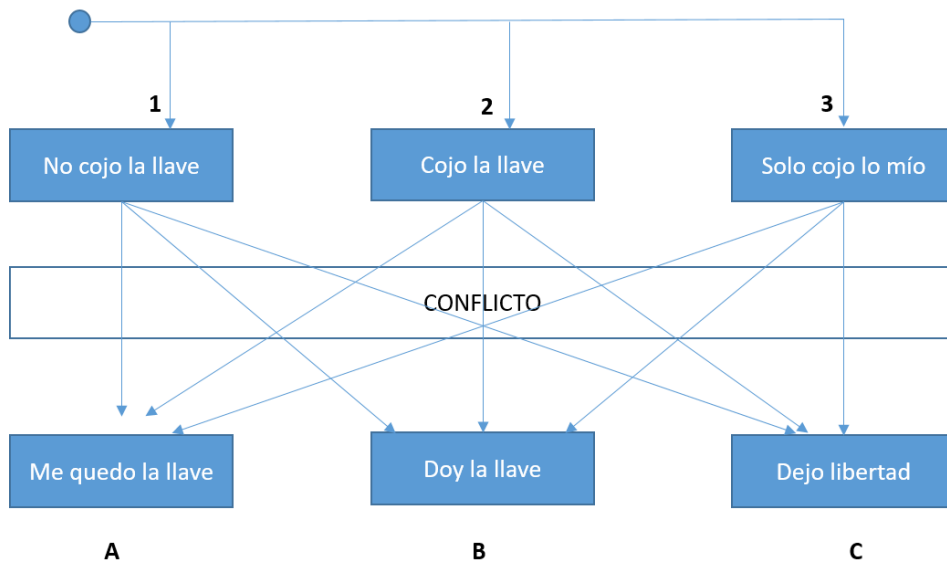 1
2
3
No cojo la llave
Cojo la llave
Solo cojo lo mío
CONFLICTO
Me quedo la llave
Doy la llave
Dejo libertad
A
B
C